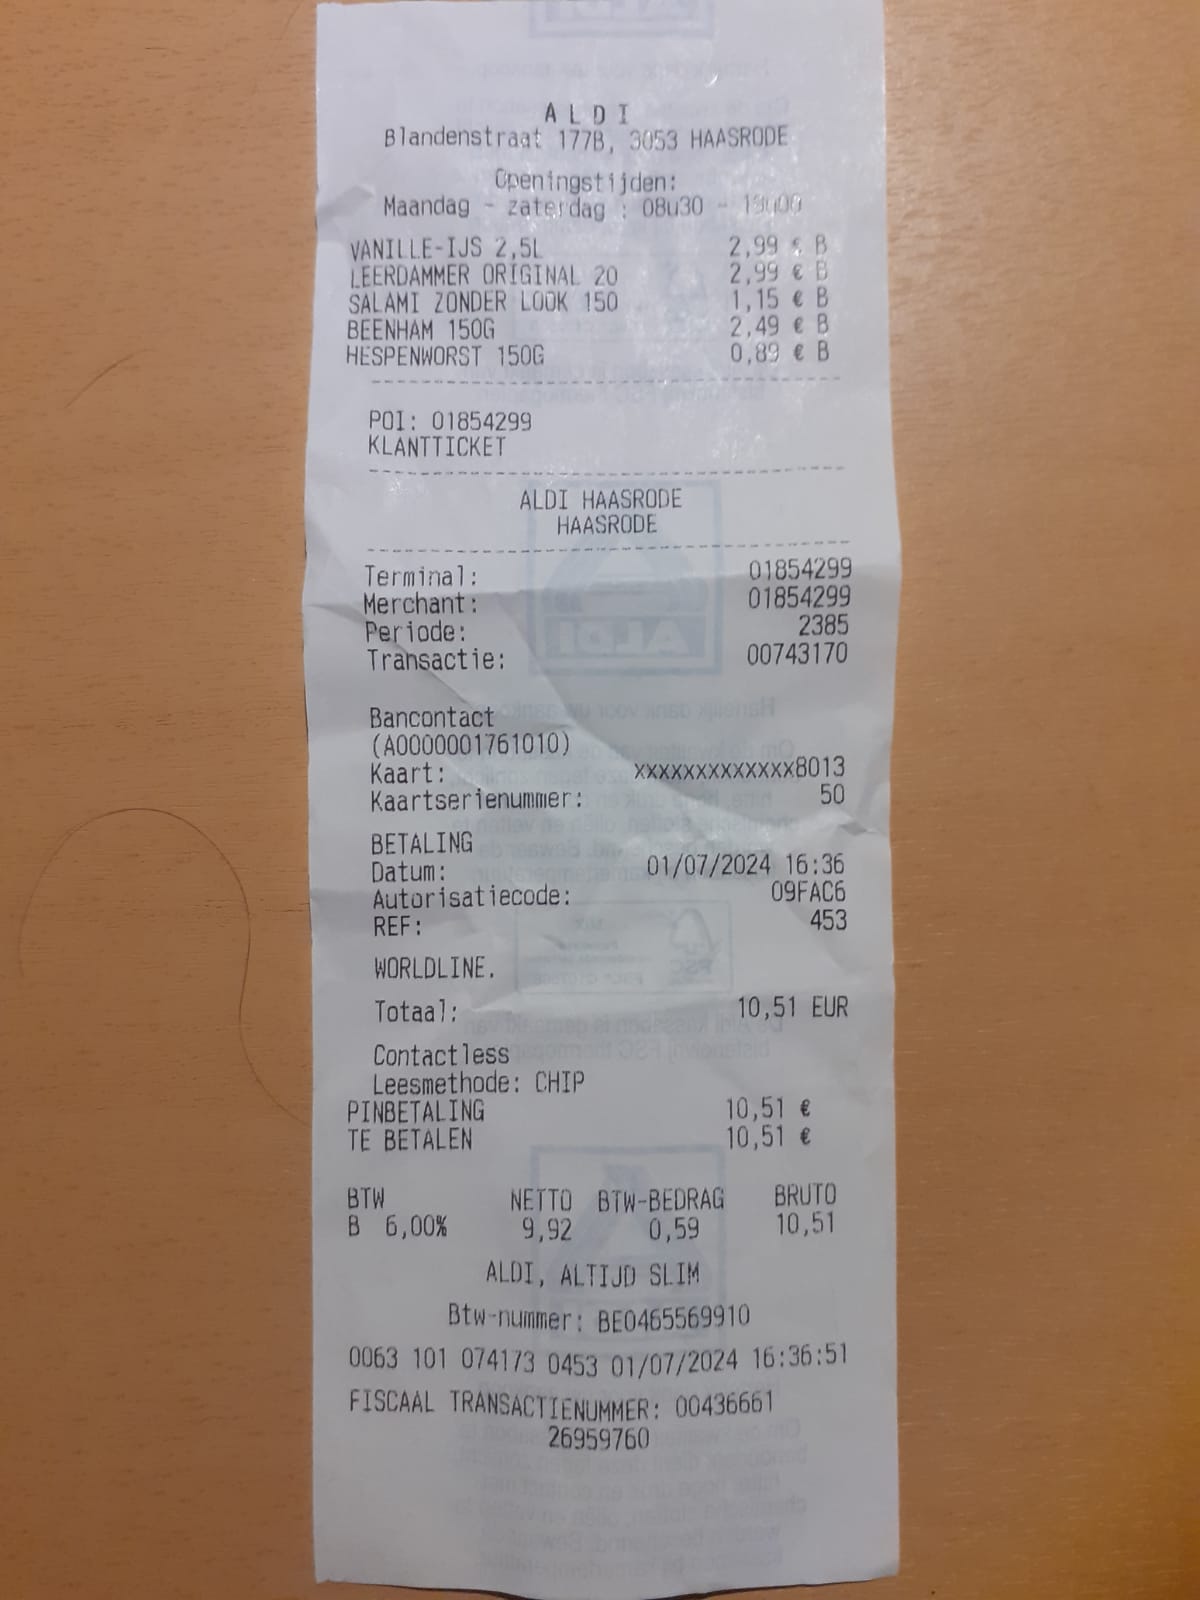 A L D I
Blandenstraat 177B, 3053 HAASRODE
Openingstijden:
Maandag - zaterdag : 08u30 - 19u00
VANILLE-IJS 2,5L 2,99 € B
LEERDAMMER ORIGINAL 20 2,99 € B
SALAMI ZONDER LOOK 150 1,15 € B
BEENHAM 150G 2,49 € B
HESPENWORST 150G 0,89 € B
POI: 01854299
KLANTTICKET
ALDI HAASRODE
HAASRODE
Terminal: 01854299
Merchant: 01854299
Periode: 2385
Transactie: 00743170
Bancontact
(A0000001761010)
Kaart: xxxxxxxxxxxxx8013
Kaartserienummer: 50
BETALING
Datum: 01/07/2024 16:36
Autorisatiecode: 09FAC6
REF: 453
WORLDLINE.
Totaal: 10,51 EUR
Contactless
Leesmethode: CHIP
PINBETALING 10,51 €
TE BETALEN 10,51 €
BTW NETTO BTW-BEDRAG BRUTO
B 6,00% 9,92 0,59 10,51
ALDI, ALTIJD SLIM
Btw-nummer: BE0465569910
0063 101 074173 0453 01/07/2024 16:36:51
FISCAAL TRANSACTIENUMMER: 00436661
26959760